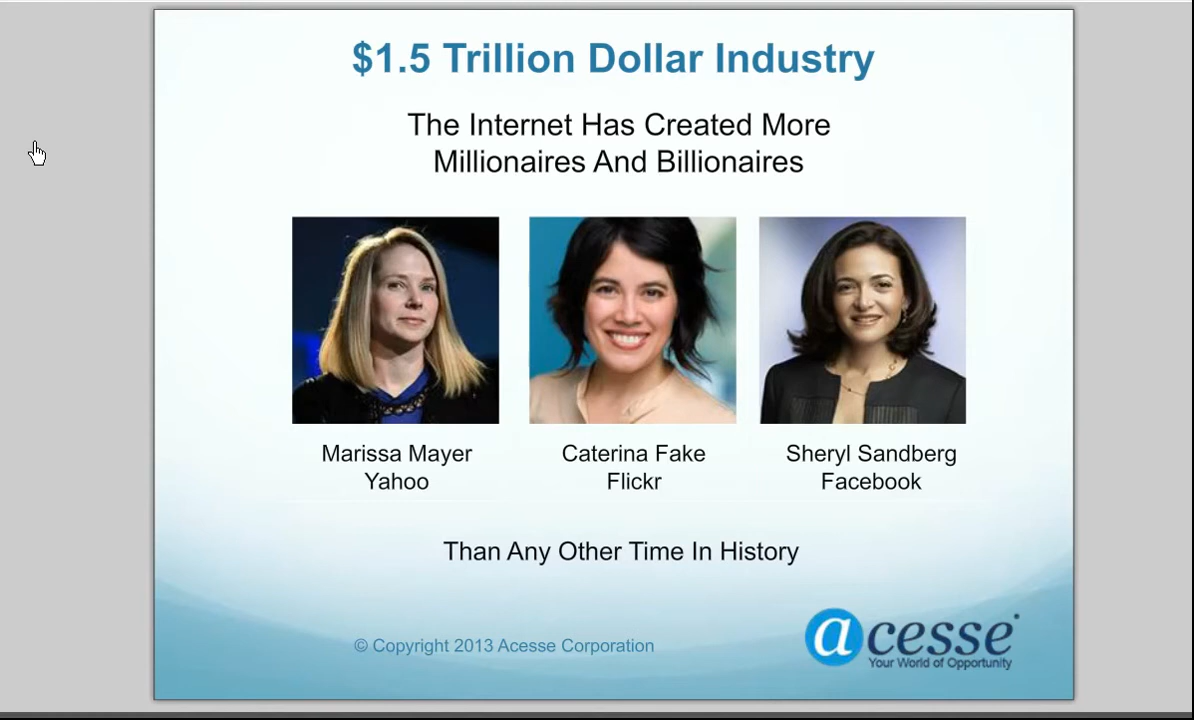 $1.5 Trillion Dollar Industry
The Internet Has Created More
Millionaires And Billionaires
Marissa Mayer
Yahoo
Caterina Fake
Flickr
Sheryl Sandberg
Facebook
Than Any Other Time In History
© Copyright 2013 Acesse Corporation
acesse
Your World of Opportunity